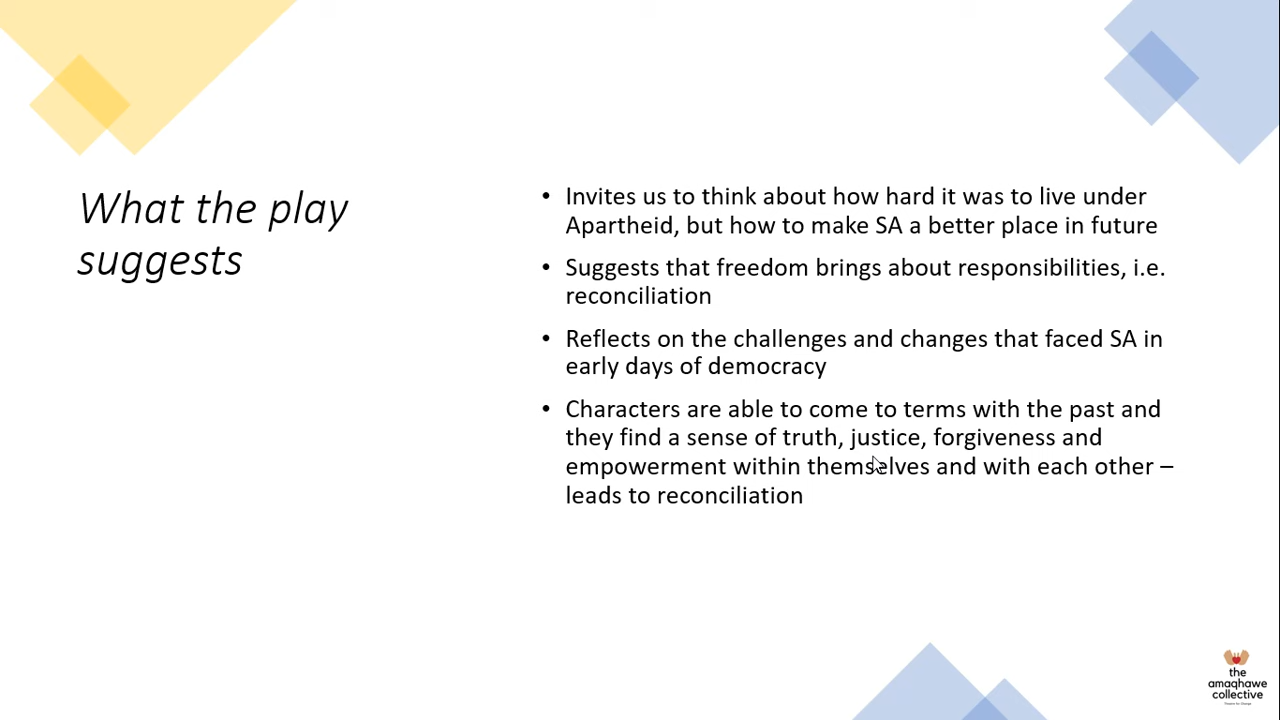 What the play
suggests
• Invites us to think about how hard it was to live under
Apartheid, but how to make SA a better place in future
• Suggests that freedom brings about responsibilities, i.e.
reconciliation
• Reflects on the challenges and changes that faced SA in
early days of democracy
• Characters are able to come to terms with the past and
they find a sense of truth, justice, forgiveness and
empowerment within themselves and with each other –
leads to reconciliation
the
amaqhawe
collective